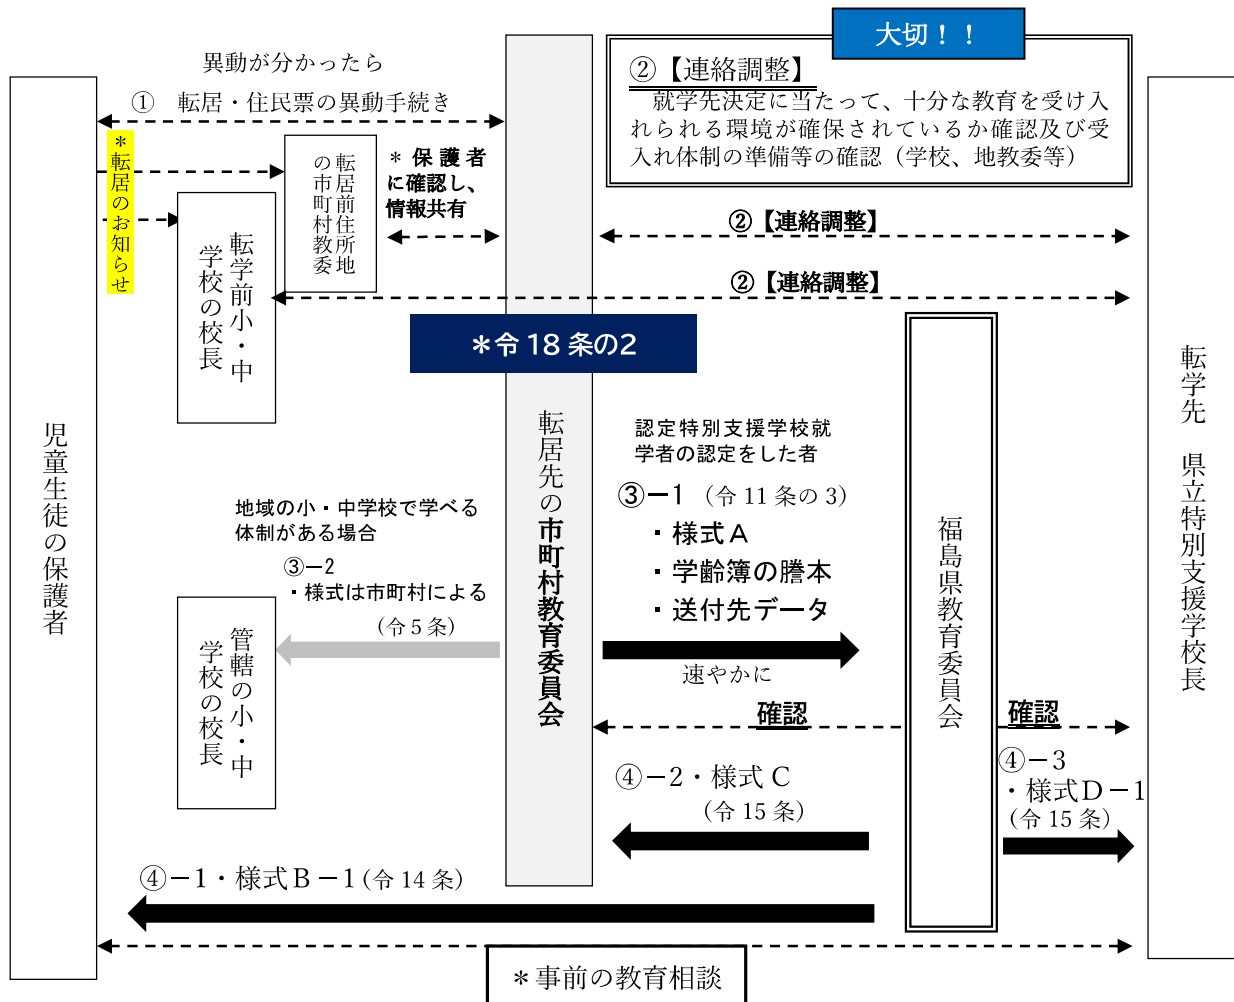 大切！！
異動が分かったら
① 転居・住民票の異動手続き
②【連絡調整】
就学先決定に当たって、十分な教育を受け入
れられる環境が確保されているか確認及び受
入れ体制の準備等の確認（学校、地教委等）
＊転居のお知らせ
転居前住所地
の市町村教委
＊保護者
に確認し、
情報共有
②【連絡調整】
②【連絡調整】
転学前小・中
学校の校長
＊令18条の2
児童生徒の保護者
転居先の市町村教育委員会
認定特別支援学校就
学者の認定をした者
③－1（令11条の3）
・様式A
・学齢簿の謄本
・送付先データ
速やかに
地域の小・中学校で学べる
体制がある場合
③－2
・様式は市町村による
（令5条）
管轄の小・中
学校の校長
福島県教育委員会
転学先　県立特別支援学校長
確認
確認
④－2・様式C
（令15条）
④－3
・様式D－1
（令15条）
④－1・様式B－1（令14条）
＊事前の教育相談